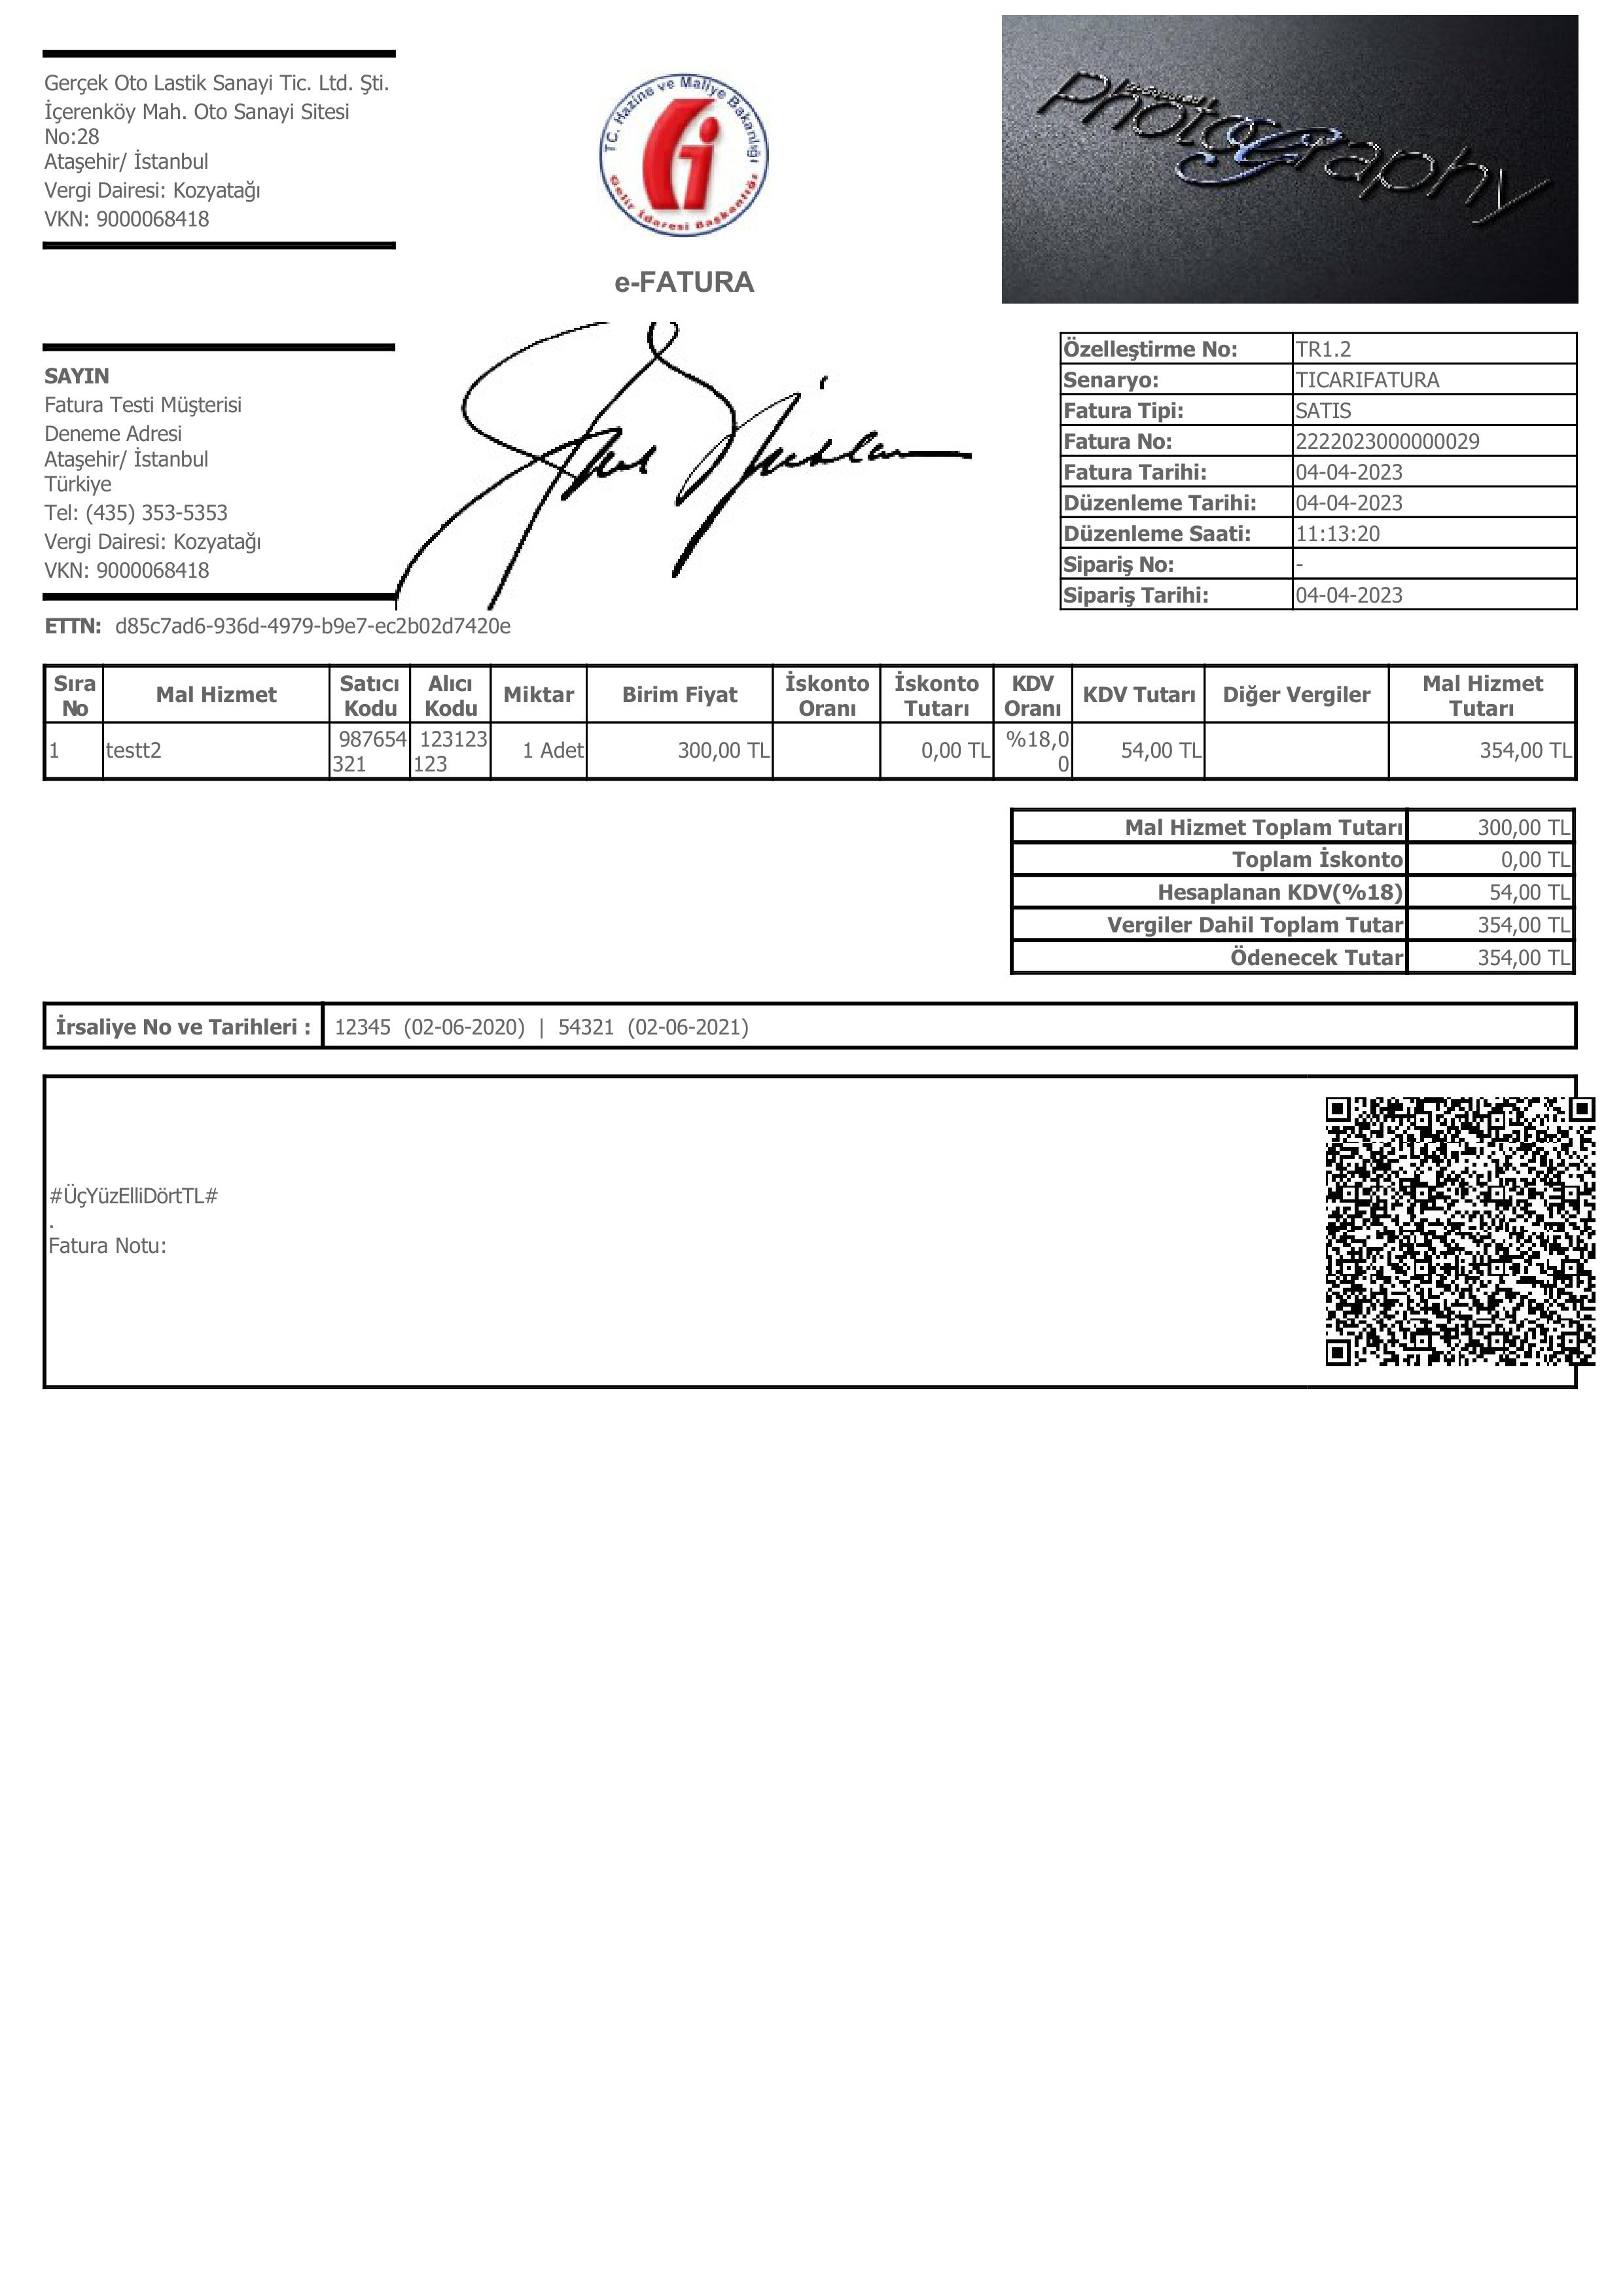 Gerçek Oto Lastik Sanayi Tic. Ltd. Şti.
İçerenköy Mah. Oto Sanayi Sitesi
No:28
Ataşehir/ İstanbul
Vergi Dairesi: Kozyatağı
VKN: 9000068418
TC. Hazine ve Maliye Bakanlığı
Gelir İdaresi Başkanlığı
e-FATURA
PhotoGraphy
SAYIN
Fatura Testi Müşterisi
Deneme Adresi
Ataşehir/ İstanbul
Türkiye
Tel: (435) 353-5353
Vergi Dairesi: Kozyatağı
VKN: 9000068418
ETTN: d85c7ad6-936d-4979-b9e7-ec2b02d7420e
Özelleştirme No: TR1.2
Senaryo: TICARIFATURA
Fatura Tipi: SATIS
Fatura No: 2222023000000029
Fatura Tarihi: 04-04-2023
Düzenleme Tarihi: 04-04-2023
Düzenleme Saati: 11:13:20
Sipariş No: -
Sipariş Tarihi: 04-04-2023
Sıra No Mal Hizmet Satıcı Kodu Alıcı Kodu Miktar Birim Fiyat İskonto Oranı İskonto Tutarı KDV Oranı KDV Tutarı Diğer Vergiler Mal Hizmet Tutarı
1 testt2 987654321 123123123 1 Adet 300,00 TL 0,00 TL %18,00 54,00 TL 354,00 TL
Mal Hizmet Toplam Tutarı 300,00 TL
Toplam İskonto 0,00 TL
Hesaplanan KDV(%18) 54,00 TL
Vergiler Dahil Toplam Tutar 354,00 TL
Ödenecek Tutar 354,00 TL
İrsaliye No ve Tarihleri : 12345 (02-06-2020) | 54321 (02-06-2021)
#ÜçYüzElliDörtTL#
.
Fatura Notu: